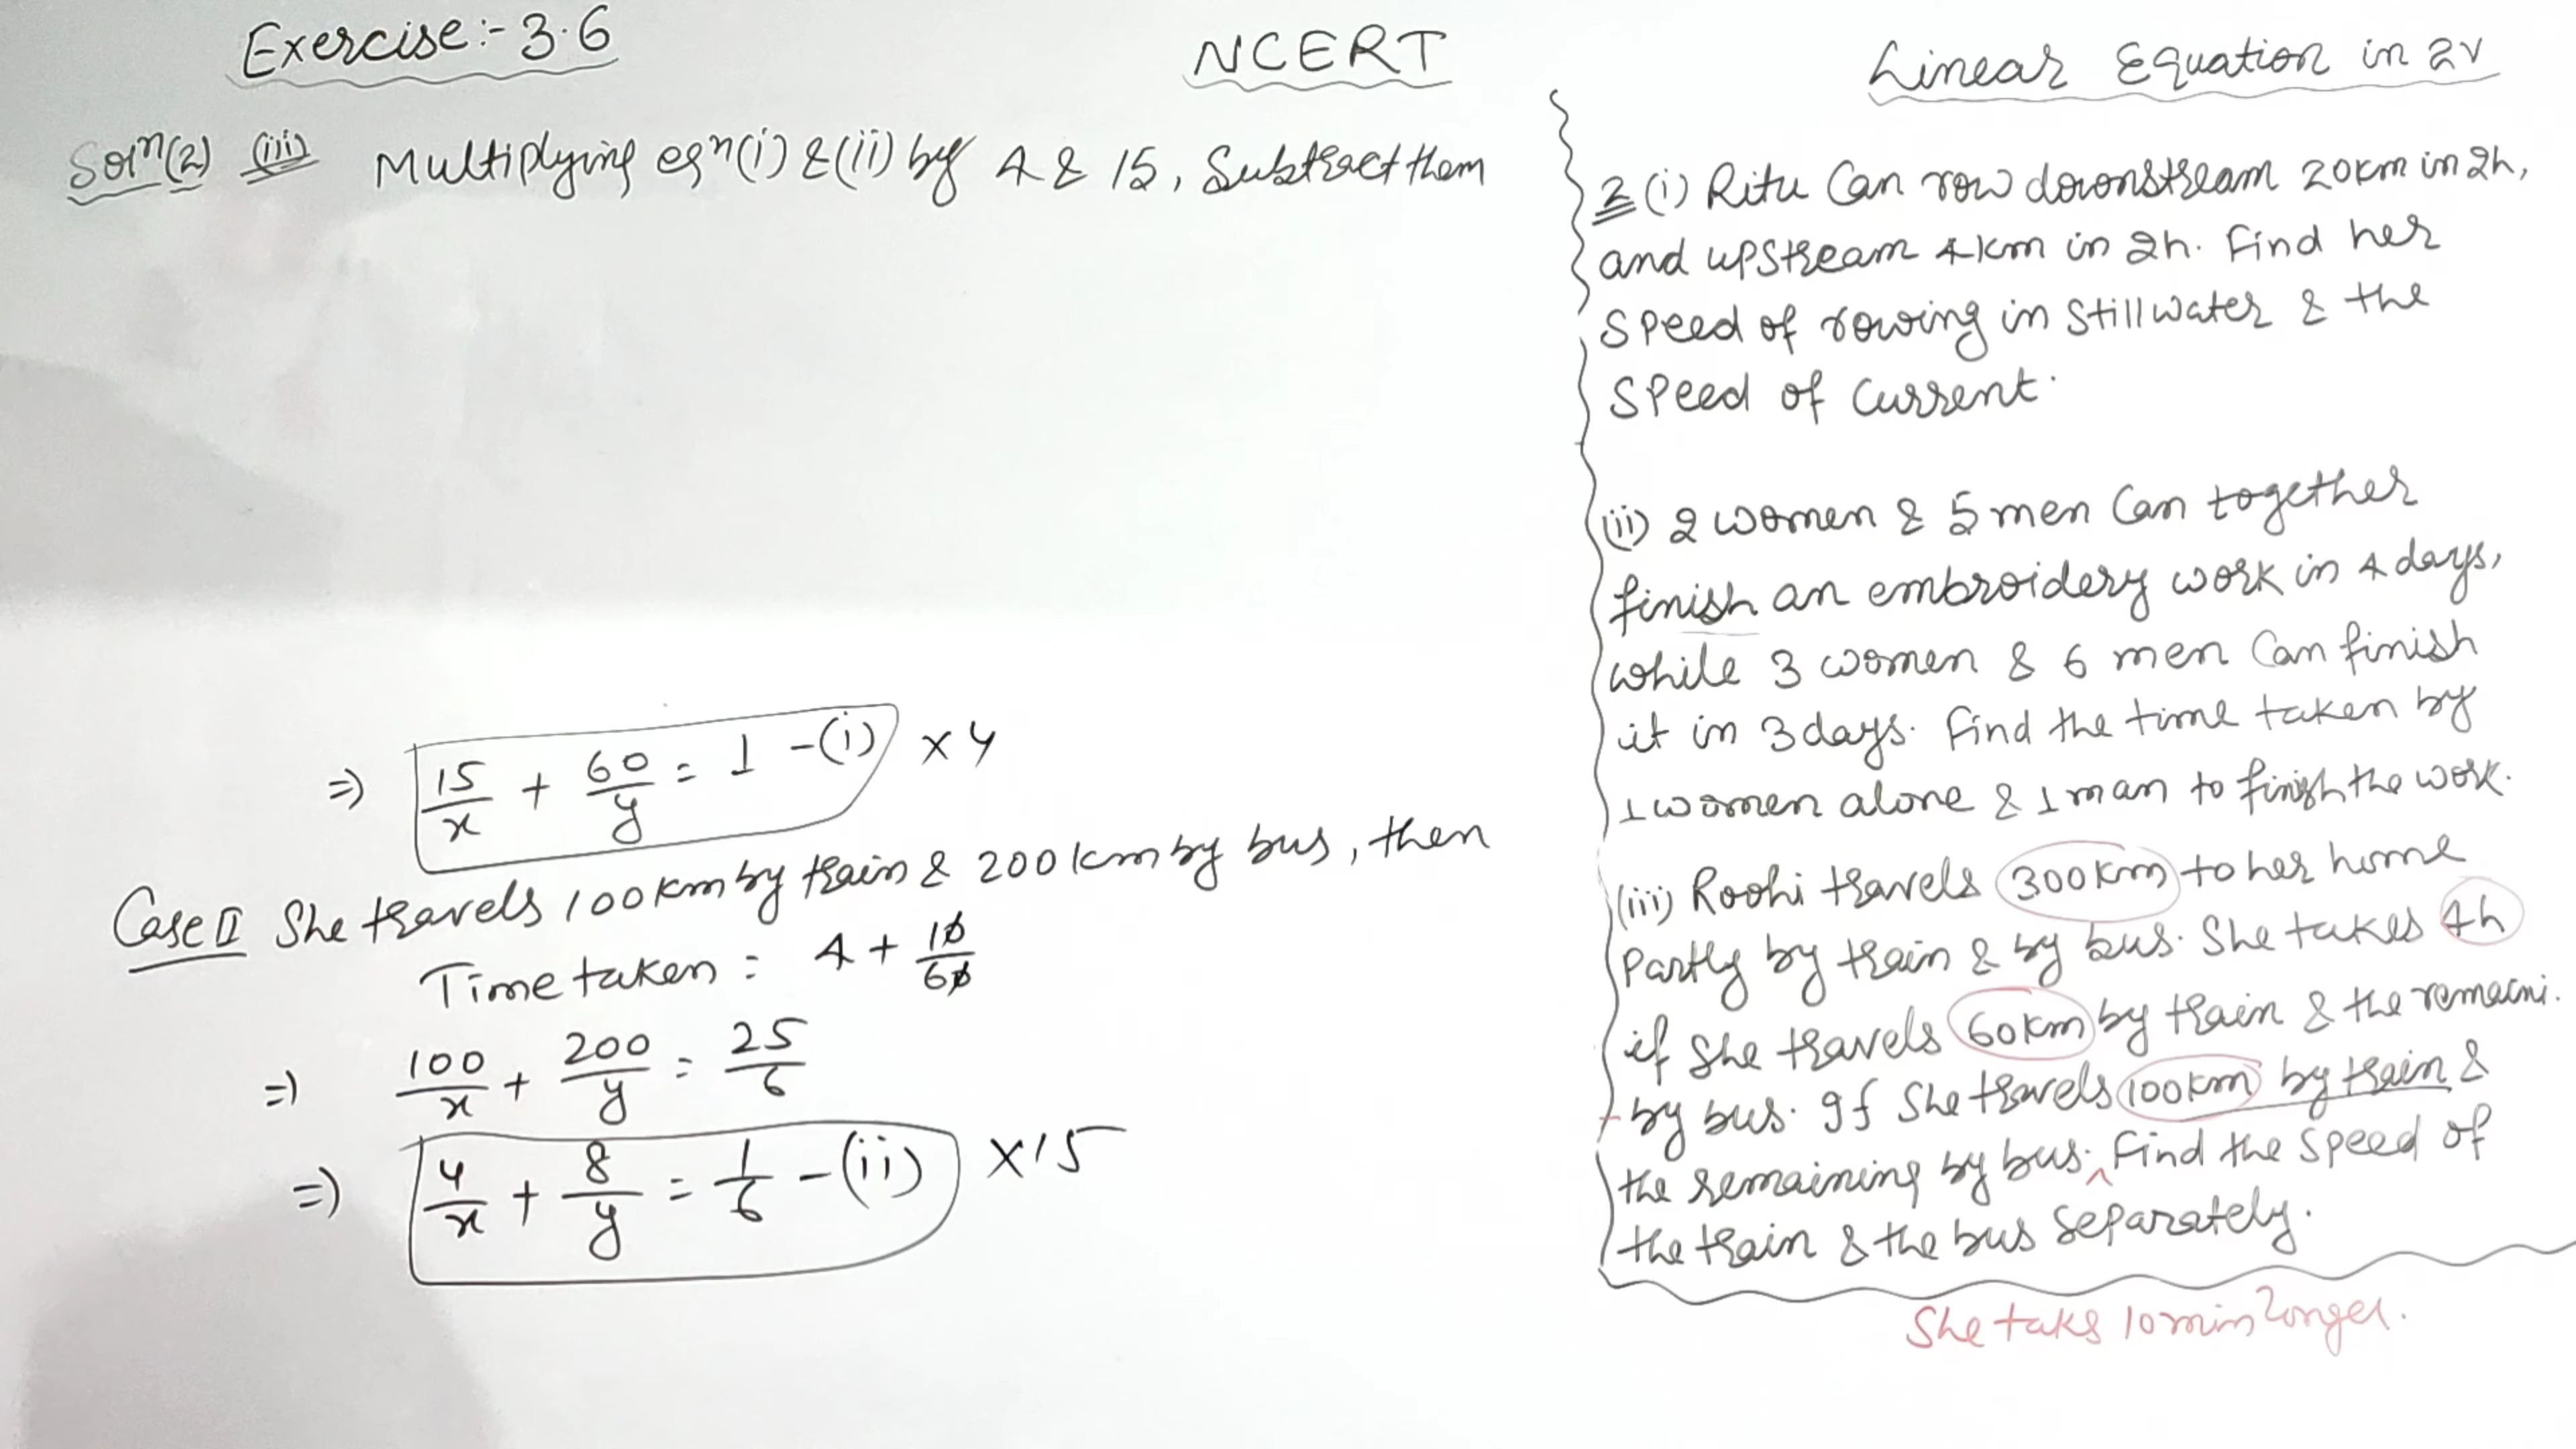 Exercise:- 3.6
NCERT
Linear Equation in 2v
Solⁿ(2) (iii) Multiplying eqⁿ(i) & (ii) by 4 & 15, Subtract them
⇒ 15/x + 60/y = 1 -(i) × 4
Case II She travels 100km by train & 200km by bus, then
Time taken = 4 + 10/60
⇒ 100/x + 200/y = 25/6
⇒ 4/x + 8/y = 1/6 -(ii) ×15
2 (i) Ritu Can row downstream 20km in 2h,
and upstream 4km in 2h. Find her
Speed of rowing in Still water & the
Speed of Current.
(ii) 2 women & 5 men Can together
finish an embroidery work in 4 days,
while 3 women & 6 men Can finish
it in 3 days. Find the time taken by
1 women alone & 1 man to finish the work.
(iii) Roohi travels 300km to her home
Partly by train & by bus. She takes 4h
if She travels 60km by train & the remaini.
by bus. If She travels 100km by train &
the remaining by bus. ^ Find the Speed of
the train & the bus Separately.
She taks 10min longer.